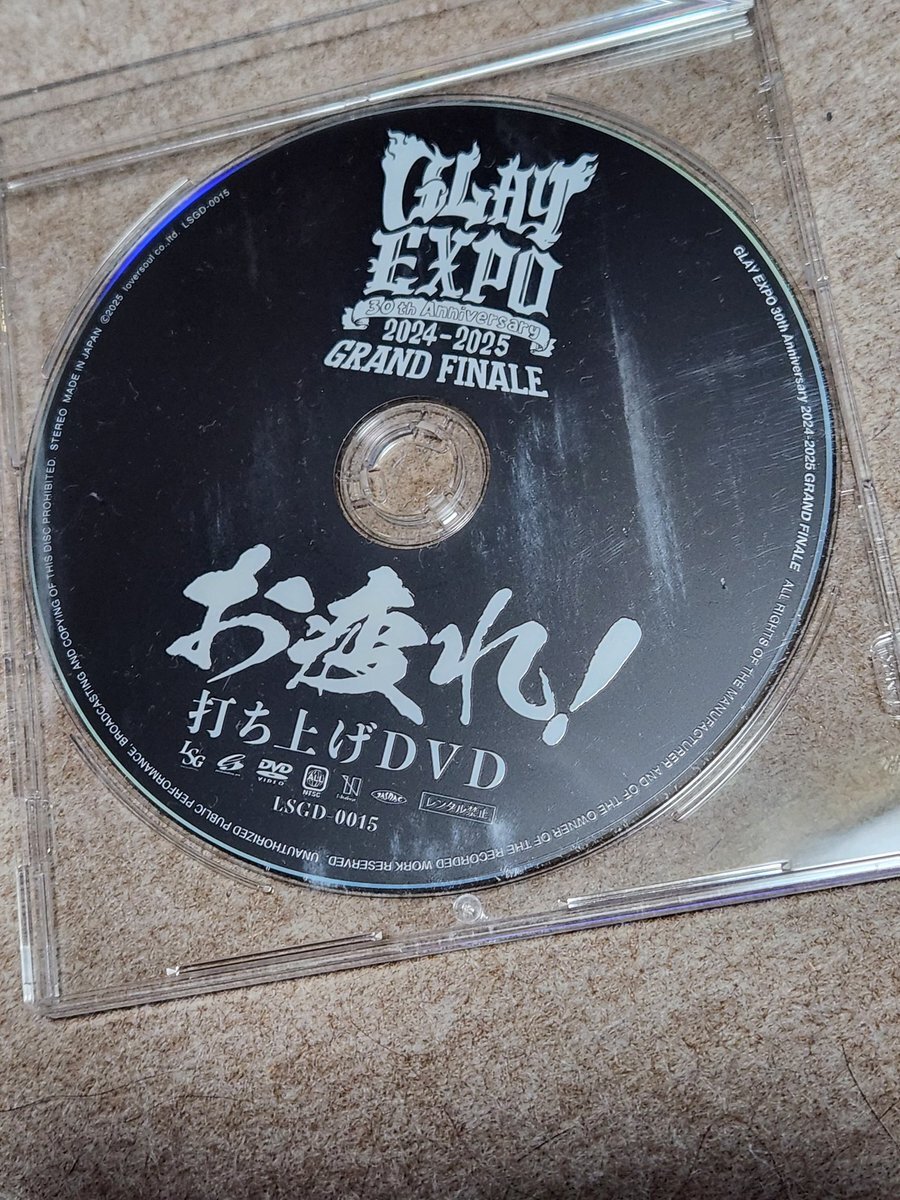 GLAY
EXPO
30th Anniversary
2024-2025
GRAND FINALE
お疲れ!
打ち上げDVD
LSG
DVD
VIDEO
ALL
NTSC
JASRAC
レンタル禁止
LSGD-0015
GLAY EXPO 30th Anniversary 2024-2025 GRAND FINALE ALL RIGHTS OF THE MANUFACTURER AND OF THE OWNER OF THE RECORDED WORK RESERVED. UNAUTHORIZED PUBLIC PERFORMANCE, BROADCASTING AND COPYING OF THIS DISC PROHIBITED. STEREO MADE IN JAPAN ©2025 loversoul co.,ltd. LSGD-0015